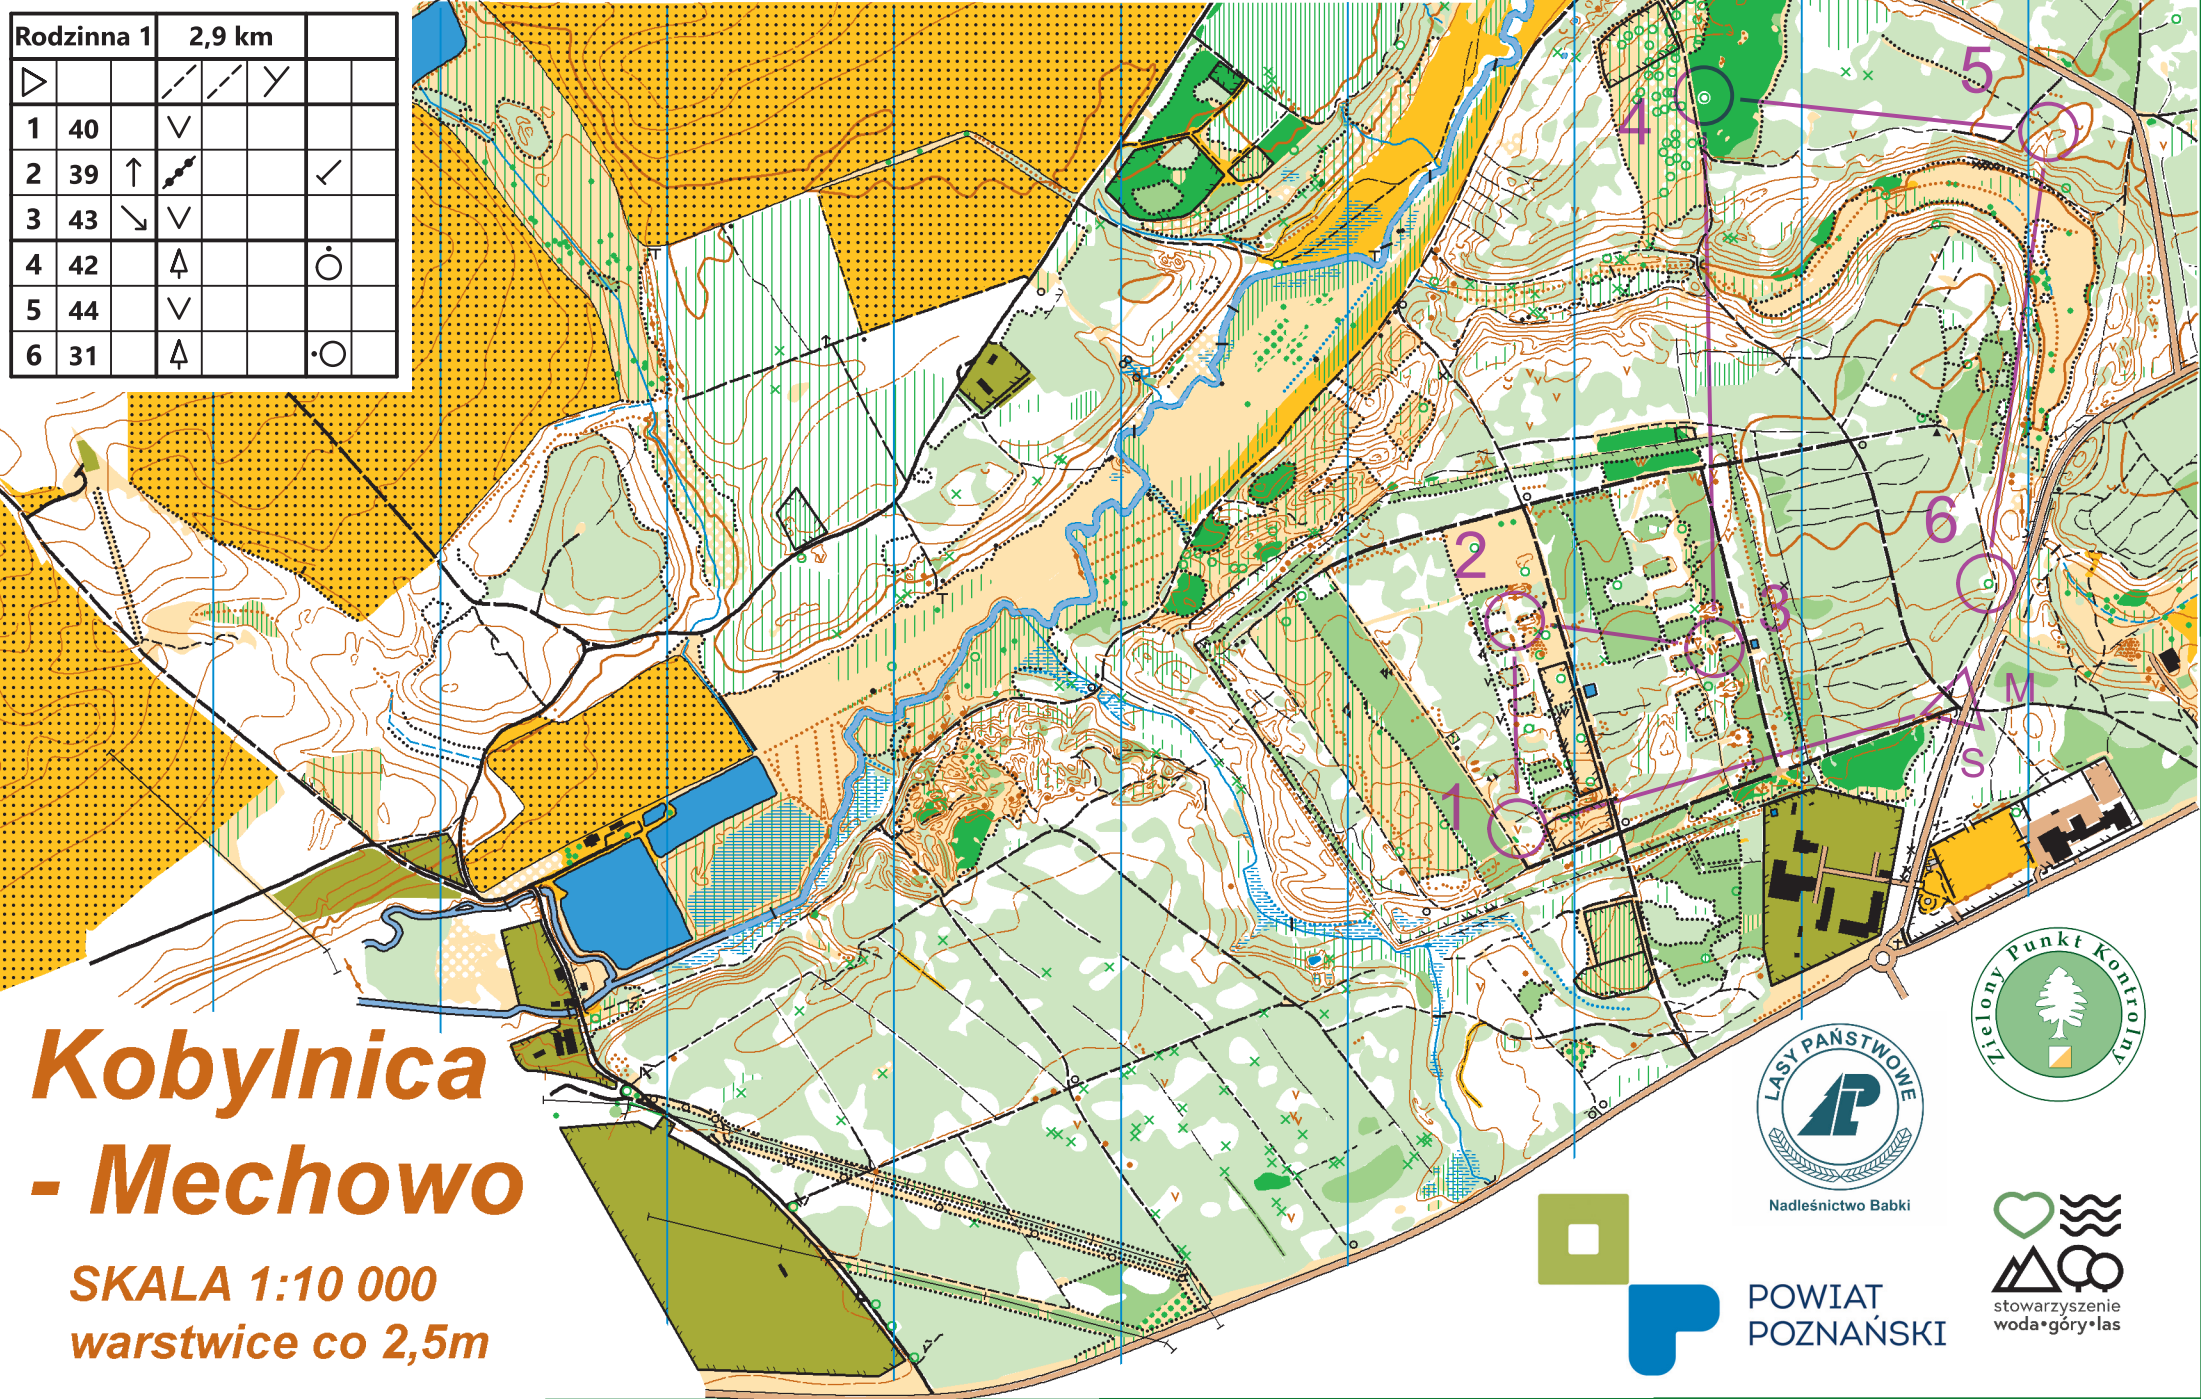 Rodzinna 1 2,9 km
1 40
2 39
3 43
4 42
5 44
6 31
4
5
6
2
3
1
M
S
Kobylnica
- Mechowo
SKALA 1:10 000
warstwice co 2,5m
Zielony Punkt Kontrolny
LASY PAŃSTWOWE
LP
Nadleśnictwo Babki
POWIAT
POZNAŃSKI
stowarzyszenie
woda•góry•las